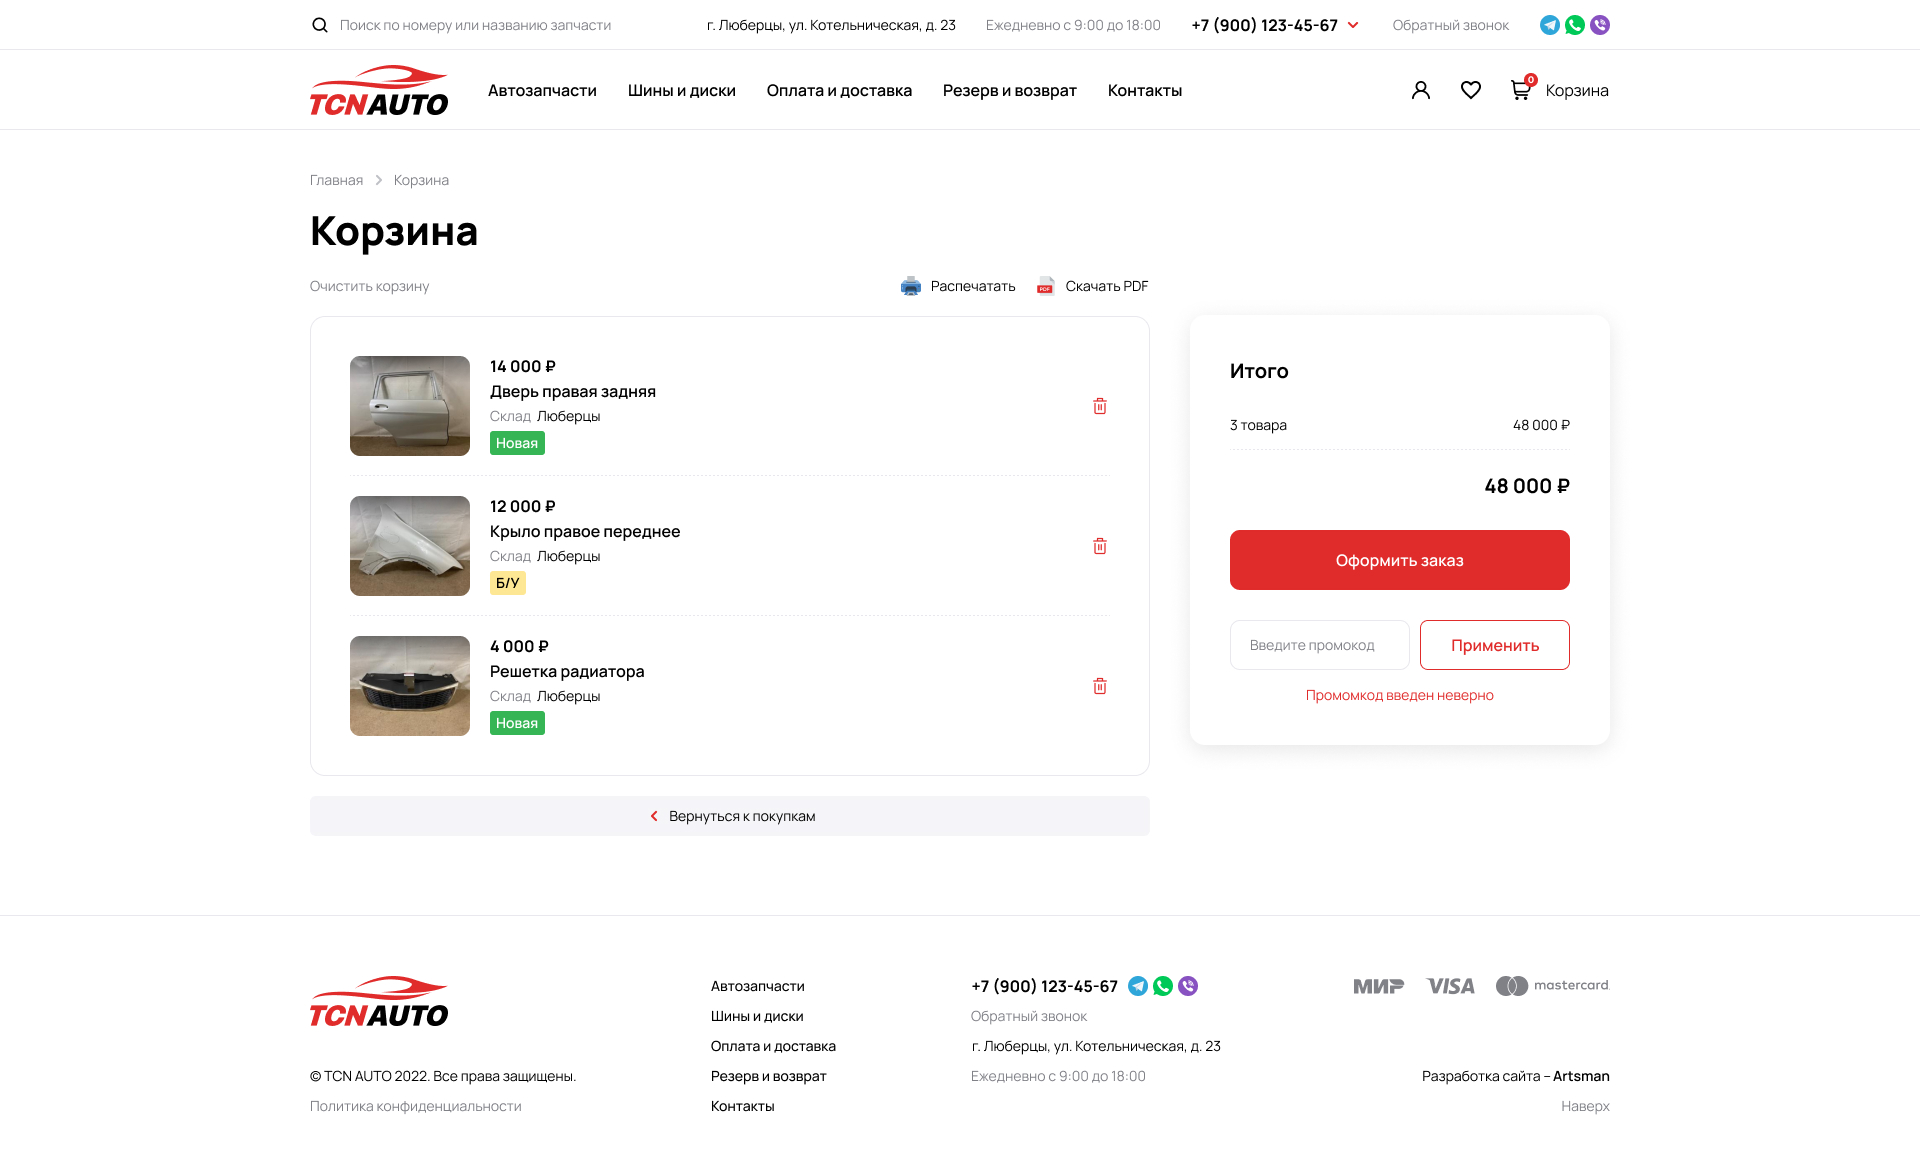 Поиск по номеру или названию запчасти
г. Люберцы, ул. Котельническая, д. 23
Ежедневно с 9:00 до 18:00
+7 (900) 123-45-67
Обратный звонок
TCNAUTO
Автозапчасти
Шины и диски
Оплата и доставка
Резерв и возврат
Контакты
0
Корзина
Главная
Корзина
Корзина
Очистить корзину
Распечатать
PDF
Скачать PDF
14 000 ₽
Дверь правая задняя
Склад Люберцы
Новая
12 000 ₽
Крыло правое переднее
Склад Люберцы
Б/У
4 000 ₽
Решетка радиатора
Склад Люберцы
Новая
Вернуться к покупкам
Итого
3 товара 48 000 ₽
48 000 ₽
Оформить заказ
Введите промокод
Применить
Промомкод введен неверно
TCNAUTO
© TCN AUTO 2022. Все права защищены.
Политика конфиденциальности
Автозапчасти
Шины и диски
Оплата и доставка
Резерв и возврат
Контакты
+7 (900) 123-45-67
Обратный звонок
г. Люберцы, ул. Котельническая, д. 23
Ежедневно с 9:00 до 18:00
МИР
VISA
mastercard
Разработка сайта – Artsman
Наверх